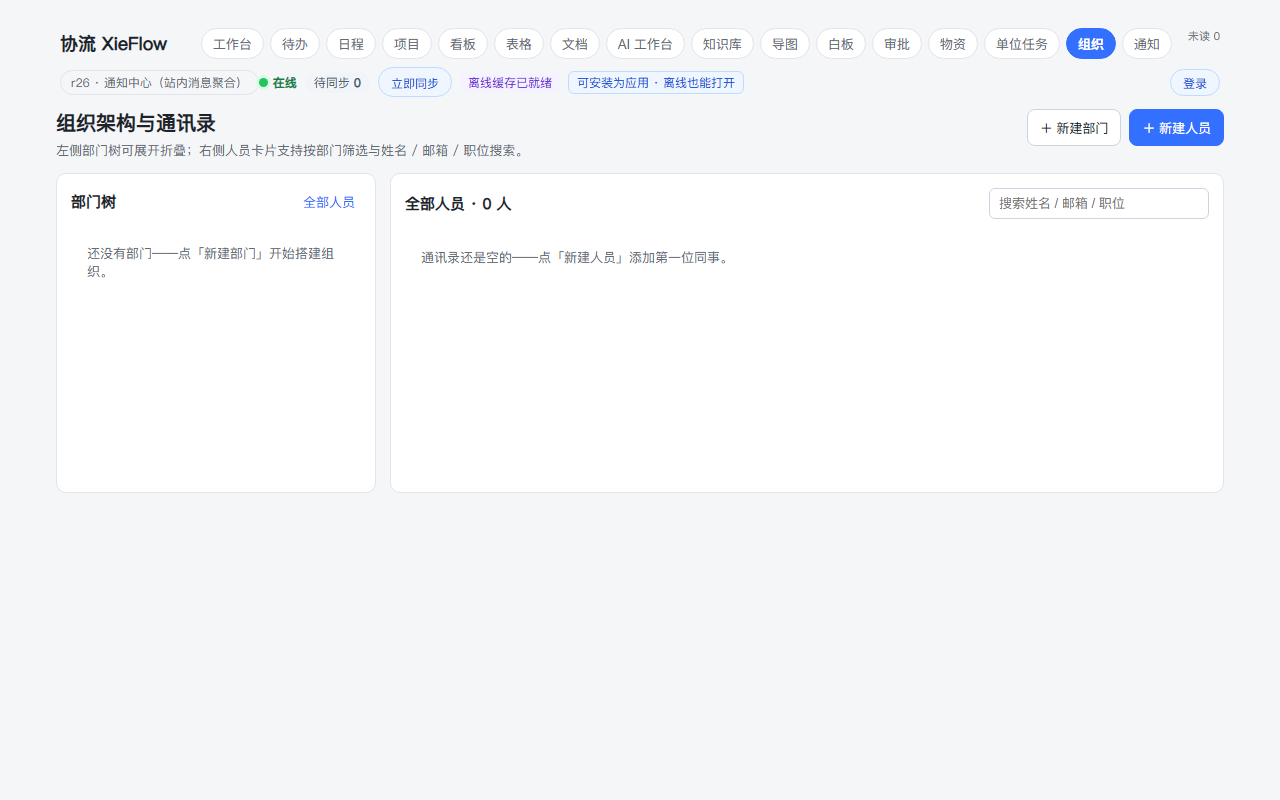 协流 XieFlow 工作台 待办 日程 项目 看板 表格 文档 AI 工作台 知识库 导图 白板 审批 物资 单位任务 组织 通知 未读 0
r26 · 通知中心（站内消息聚合） 在线 待同步 0 立即同步 离线缓存已就绪 可安装为应用 · 离线也能打开 登录
组织架构与通讯录
＋ 新建部门 ＋ 新建人员
左侧部门树可展开折叠；右侧人员卡片支持按部门筛选与姓名 / 邮箱 / 职位搜索。
部门树 全部人员
还没有部门——点「新建部门」开始搭建组
织。
全部人员 · 0 人 搜索姓名 / 邮箱 / 职位
通讯录还是空的——点「新建人员」添加第一位同事。